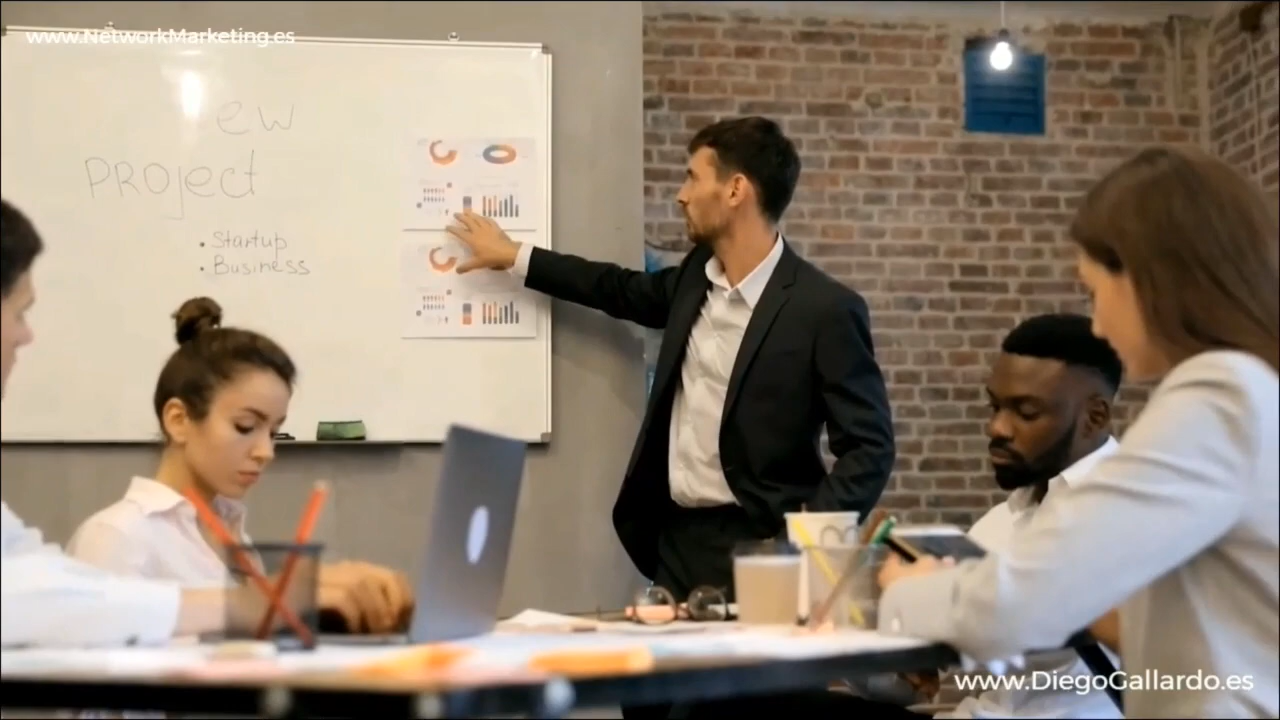 www.NetworkMarketing.es
ew
PROject
• Startup
• Business
www.DiegoGallardo.es